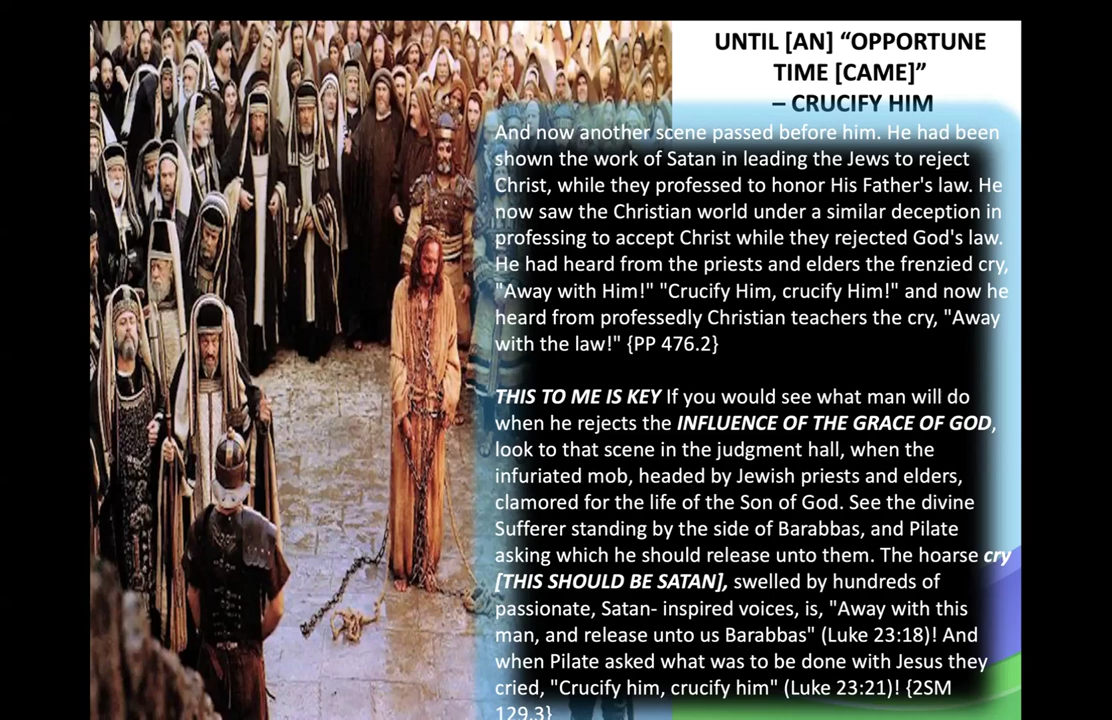 UNTIL [AN] “OPPORTUNE
TIME [CAME]”
– CRUCIFY HIM
And now another scene passed before him. He had been
shown the work of Satan in leading the Jews to reject
Christ, while they professed to honor His Father's law. He
now saw the Christian world under a similar deception in
professing to accept Christ while they rejected God's law.
He had heard from the priests and elders the frenzied cry,
"Away with Him!" "Crucify Him, crucify Him!" and now he
heard from professedly Christian teachers the cry, "Away
with the law!" {PP 476.2}
THIS TO ME IS KEY If you would see what man will do
when he rejects the INFLUENCE OF THE GRACE OF GOD,
look to that scene in the judgment hall, when the
infuriated mob, headed by Jewish priests and elders,
clamored for the life of the Son of God. See the divine
Sufferer standing by the side of Barabbas, and Pilate
asking which he should release unto them. The hoarse cry
[THIS SHOULD BE SATAN], swelled by hundreds of
passionate, Satan- inspired voices, is, "Away with this
man, and release unto us Barabbas" (Luke 23:18)! And
when Pilate asked what was to be done with Jesus they
cried, "Crucify him, crucify him" (Luke 23:21)! {2SM
129.3}